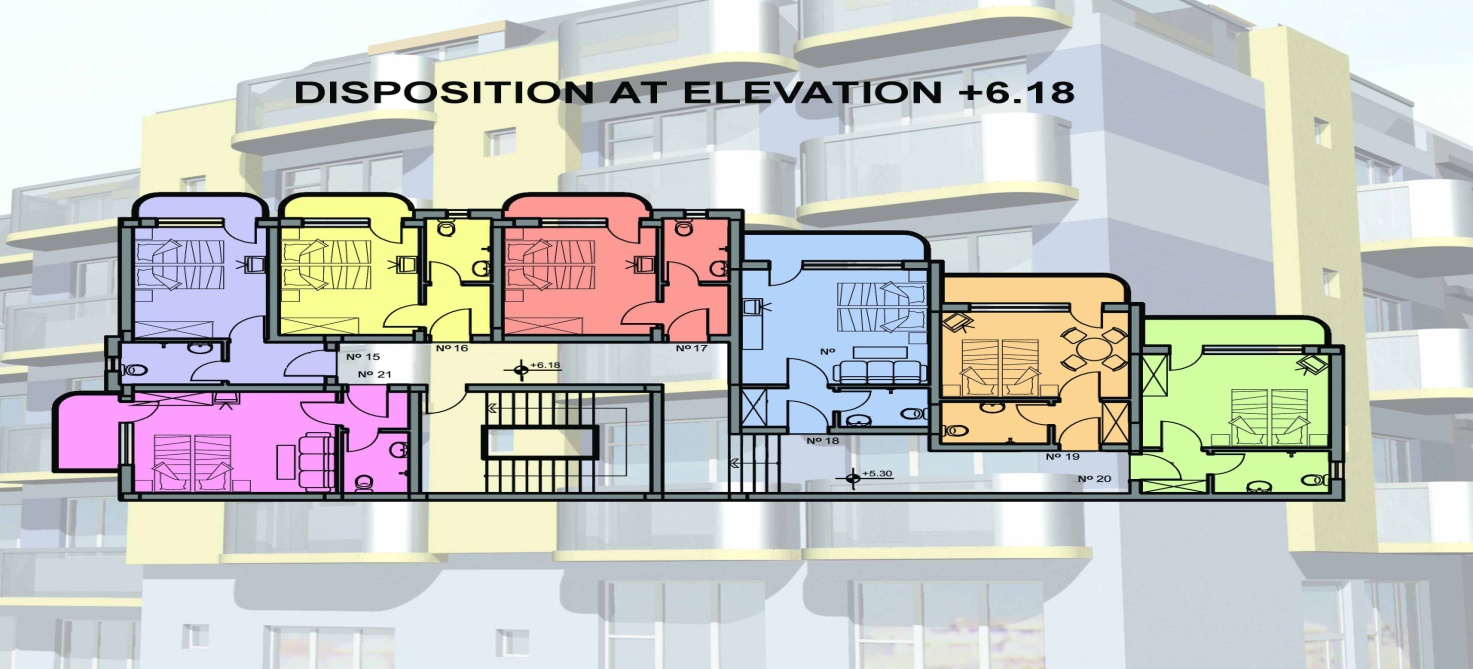 DISPOSITION AT ELEVATION +6.18
Nº 15
Nº 16
Nº 17
Nº
Nº 21
+6.18
Nº 18
Nº 19
+5.30
Nº 20